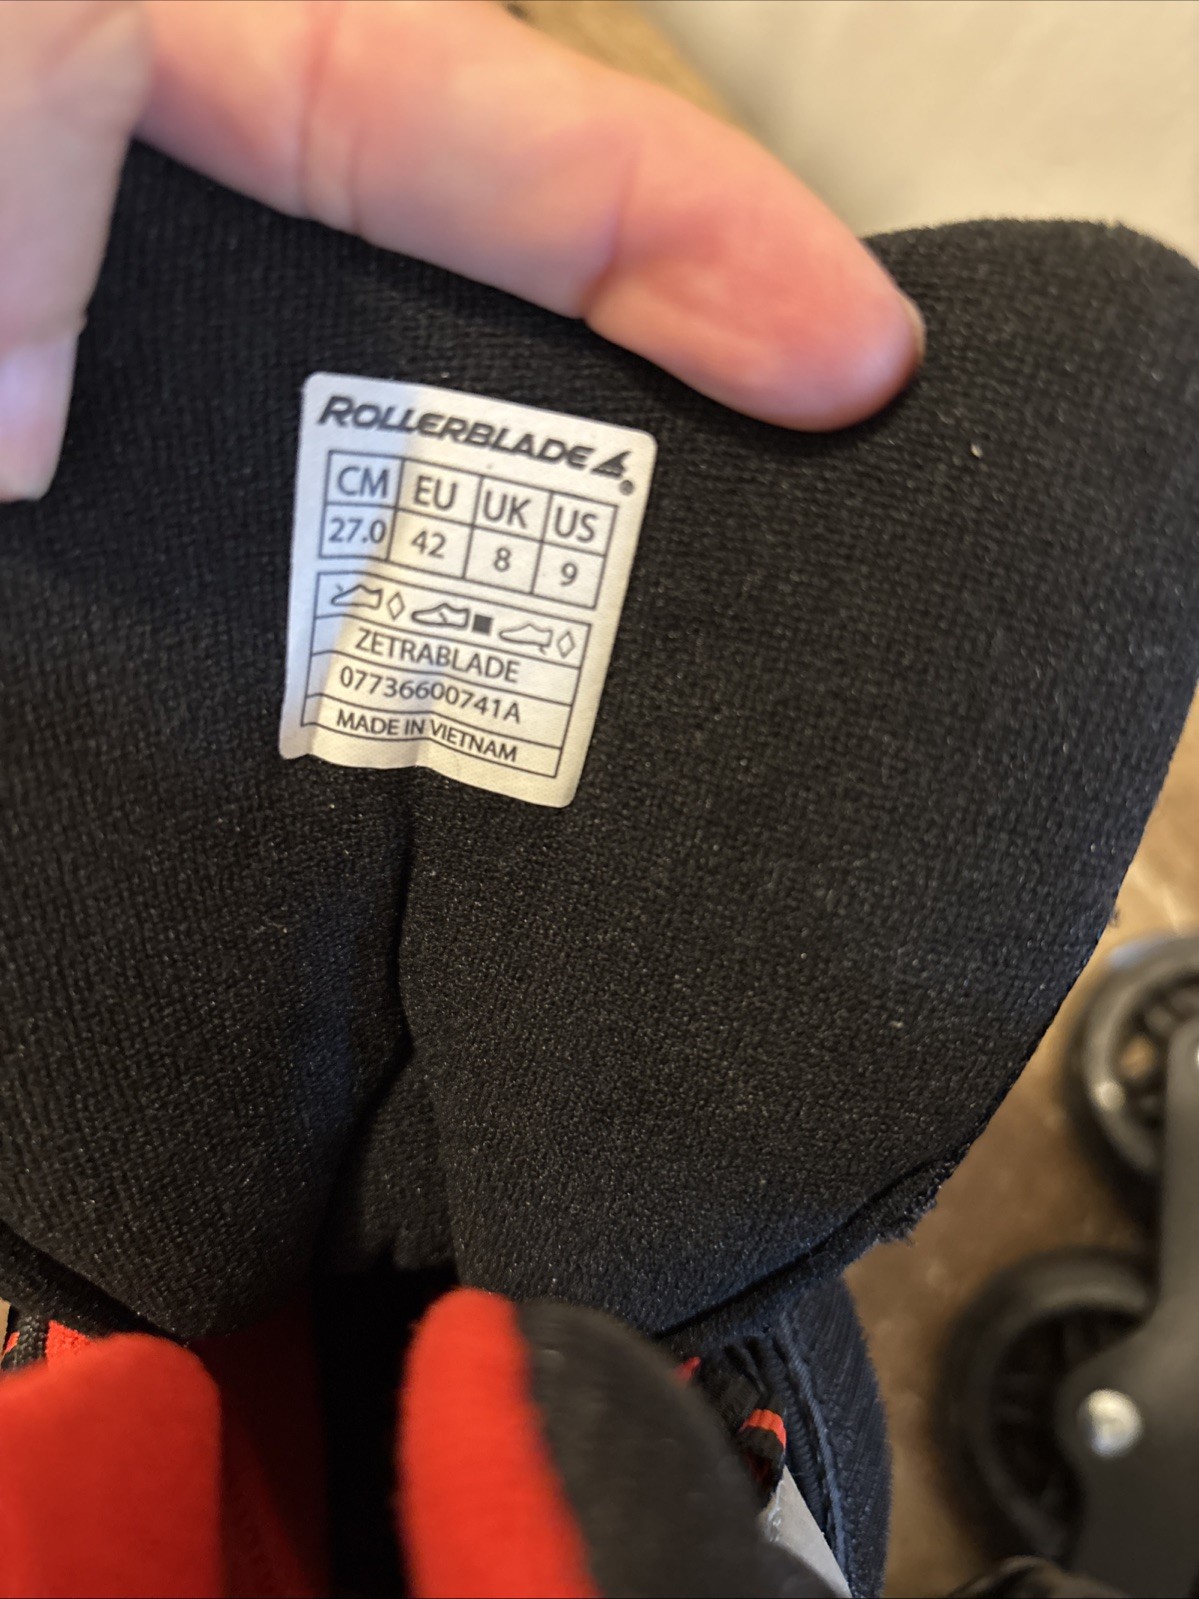 ROLLERBLADE ®
CM EU UK US
27.0 42 8 9
ZETRABLADE
07736600741A
MADE IN VIETNAM